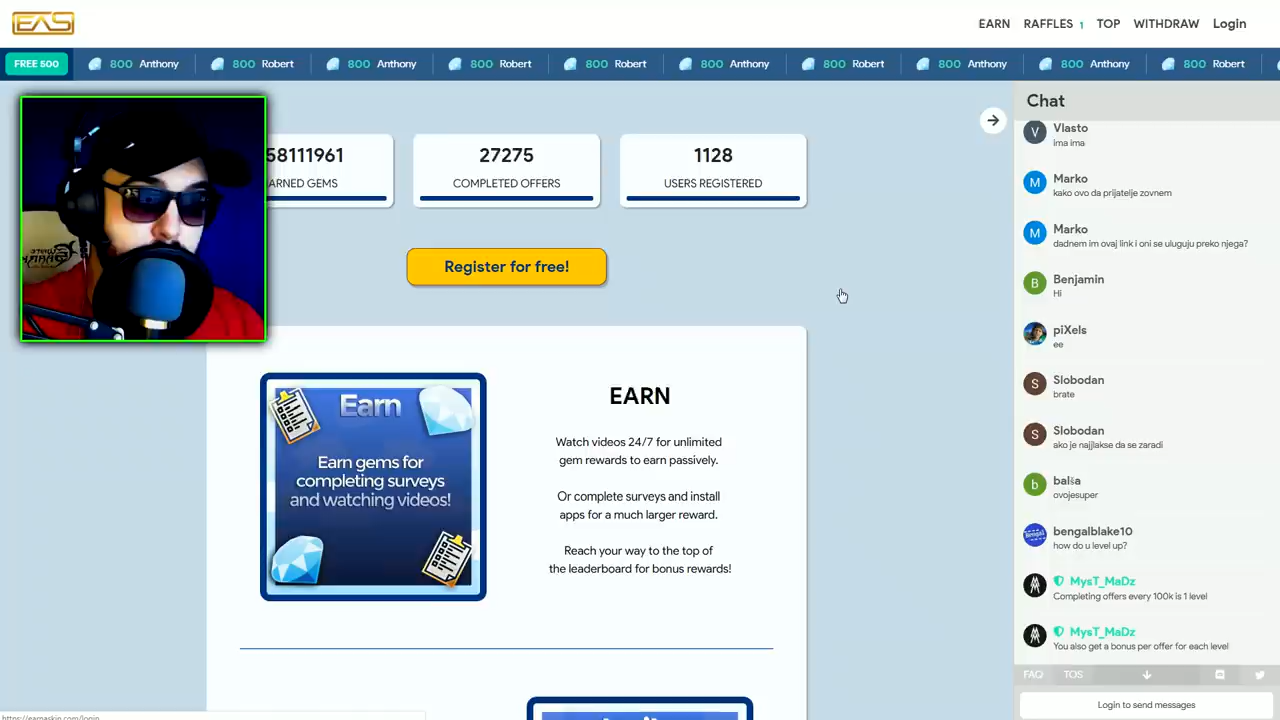 EAS
EARN
RAFFLES 1
TOP
WITHDRAW
Login
FREE 500
800 Anthony
800 Robert
800 Anthony
800 Robert
800 Robert
800 Anthony
800 Robert
800 Anthony
800 Anthony
800 Robert
58111961
ARNED GEMS
27275
COMPLETED OFFERS
1128
USERS REGISTERED
Register for free!
Earn
Earn gems for
completing surveys
and watching videos!
EARN
Watch videos 24/7 for unlimited
gem rewards to earn passively.
Or complete surveys and install
apps for a much larger reward.
Reach your way to the top of
the leaderboard for bonus rewards!
Chat
V
Vlasto
ima ima
M
Marko
kako ovo da prijatelje zovnem
M
Marko
dadnem im ovaj link i oni se uluguju preko njega?
B
Benjamin
Hi
piXels
ee
S
Slobodan
brate
S
Slobodan
ako je najjlakse da se zaradi
b
balša
ovojesuper
Bengal
bengalblake10
how do u level up?
MysT_MaDz
Completing offers every 100k is 1 level
MysT_MaDz
You also get a bonus per offer for each level
FAQ
TOS
Login to send messages
https://earnaskin.com/login